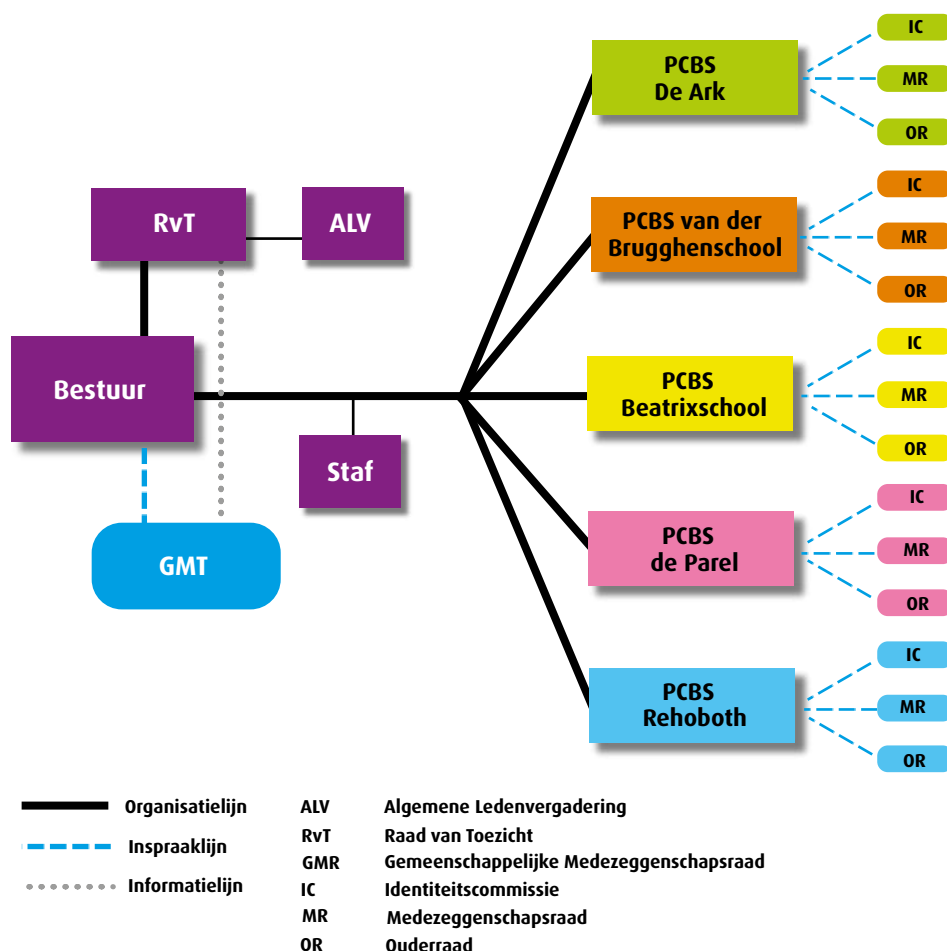 IC
PCBS
De Ark
MR
OR
RvT
ALV
IC
PCBS van der
Brugghenschool
MR
OR
Bestuur
IC
PCBS
Beatrixschool
MR
OR
Staf
GMT
IC
PCBS
de Parel
MR
OR
IC
PCBS
Rehoboth
MR
OR
Organisatielijn
Inspraaklijn
Informatielijn
ALV Algemene Ledenvergadering
RvT Raad van Toezicht
GMR Gemeenschappelijke Medezeggenschapsraad
IC Identiteitscommissie
MR Medezeggenschapsraad
OR Ouderraad